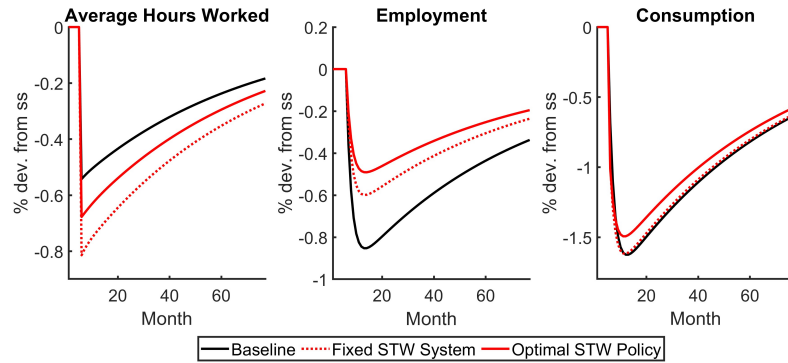 Average Hours Worked
% dev. from ss
0
-0.2
-0.4
-0.6
-0.8
20 40 60
Month
Employment
% dev. from ss
0.2
0
-0.2
-0.4
-0.6
-0.8
-1
20 40 60
Month
Consumption
% dev. from ss
0
-0.5
-1
-1.5
20 40 60
Month
Baseline Fixed STW System Optimal STW Policy